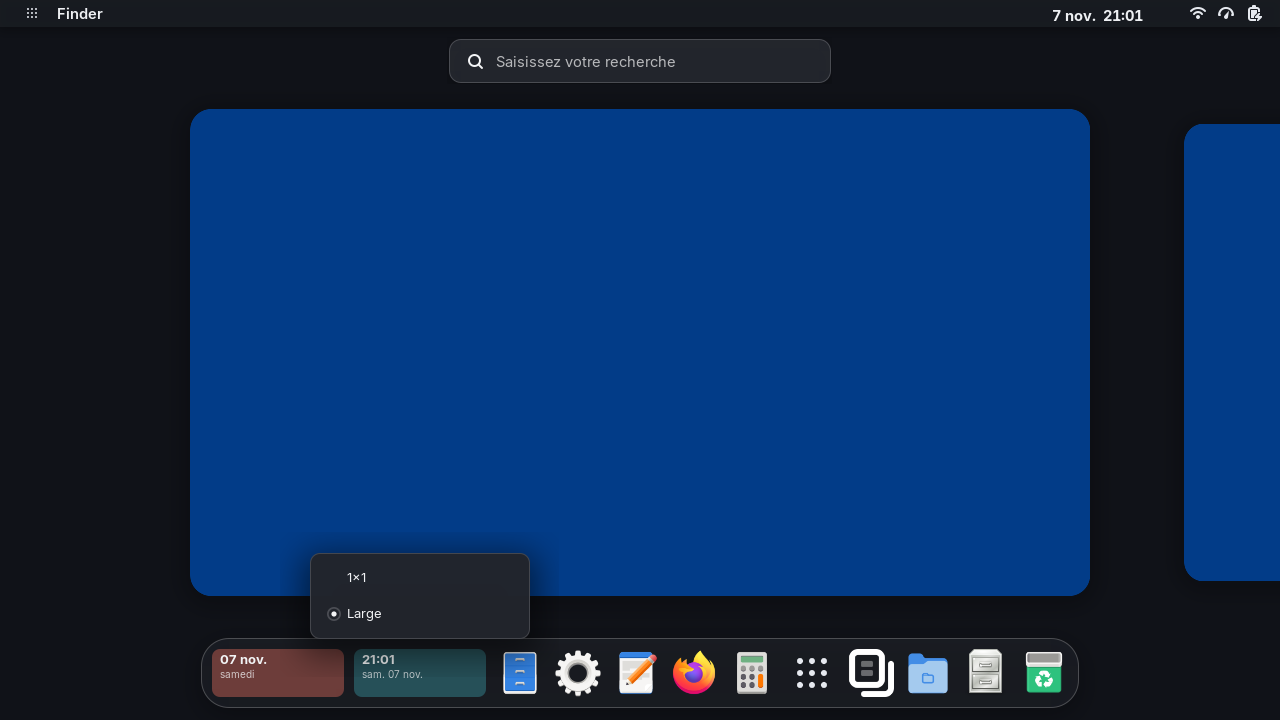 Finder
7 nov. 21:01
Saisissez votre recherche
1×1
Large
07 nov.
samedi
21:01
sam. 07 nov.